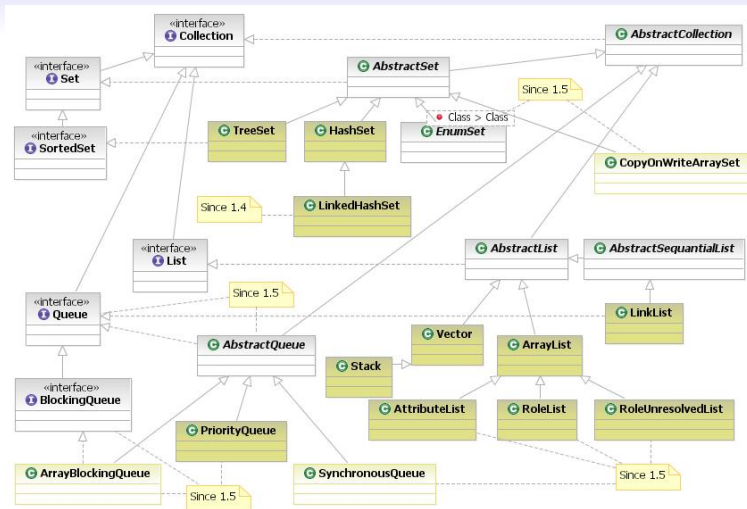 «interface»
Collection
AbstractCollection
«interface»
Set
AbstractSet
Since 1.5
Class > Class
«interface»
SortedSet
TreeSet
HashSet
EnumSet
CopyOnWriteArraySet
Since 1.4
LinkedHashSet
«interface»
List
AbstractList
AbstractSequantialList
«interface»
Queue
Since 1.5
LinkList
AbstractQueue
Vector
ArrayList
Stack
«interface»
BlockingQueue
AttributeList
RoleList
RoleUnresolvedList
PriorityQueue
ArrayBlockingQueue
Since 1.5
SynchronousQueue
Since 1.5